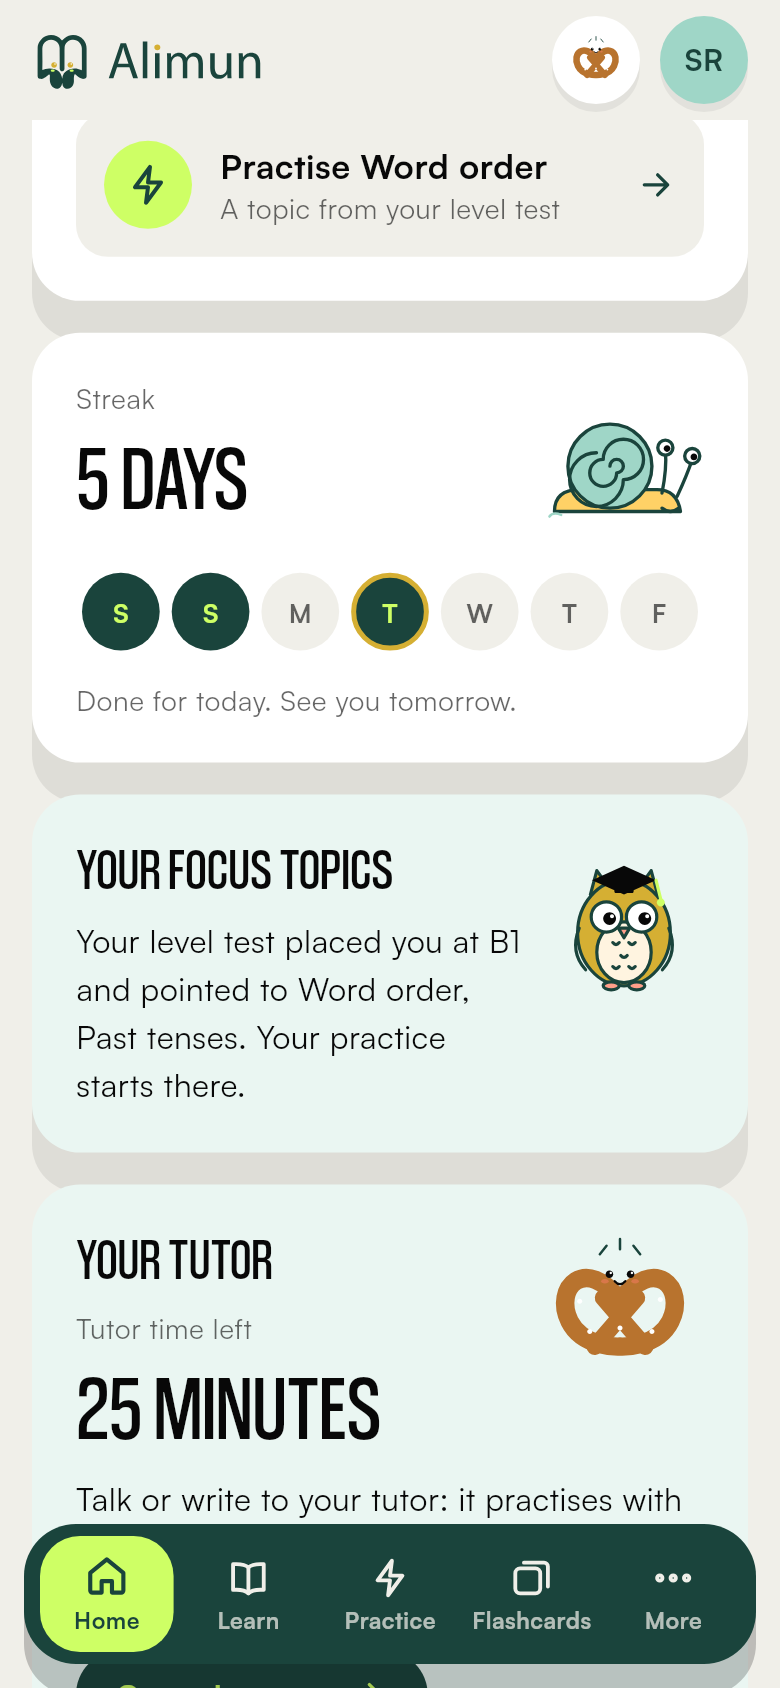 Alimun
SR
Practise Word order
A topic from your level test
Streak
5 DAYS
S S M T W T F
Done for today. See you tomorrow.
YOUR FOCUS TOPICS
Your level test placed you at B1
and pointed to Word order,
Past tenses. Your practice
starts there.
YOUR TUTOR
Tutor time left
25 MINUTES
Talk or write to your tutor: it practises with
Home Learn Practice Flashcards More